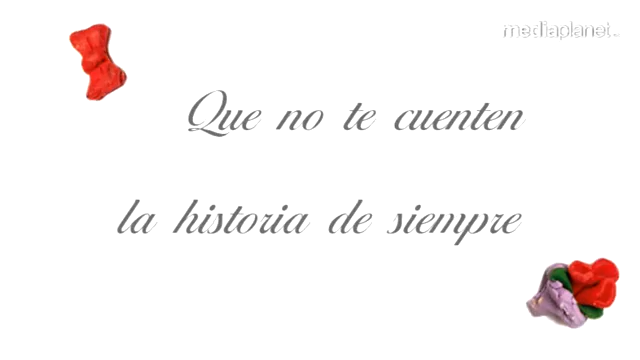 mediaplanet
Que no te cuenten
la historia de siempre